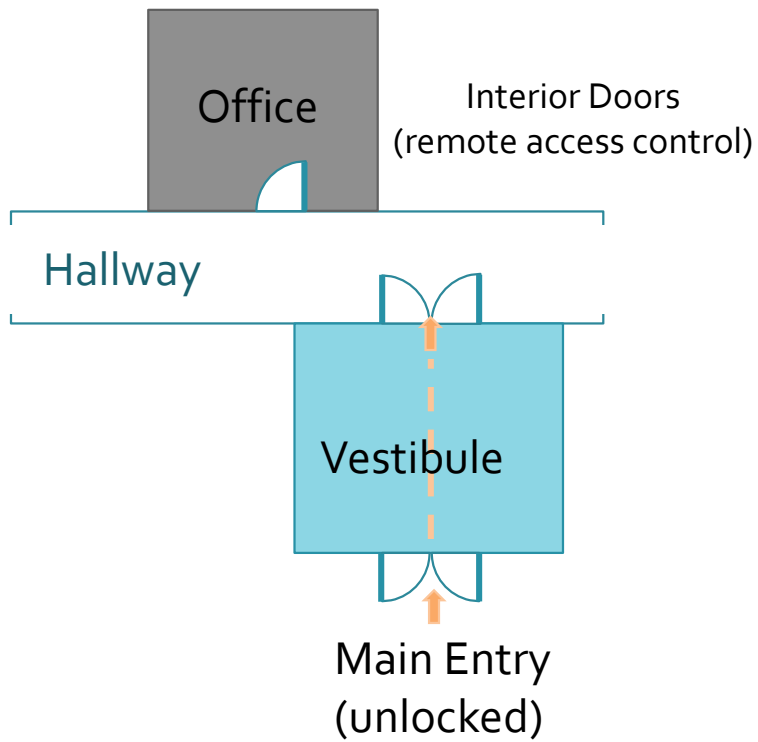 Office
Interior Doors
(remote access control)
Hallway
Vestibule
Main Entry
(unlocked)